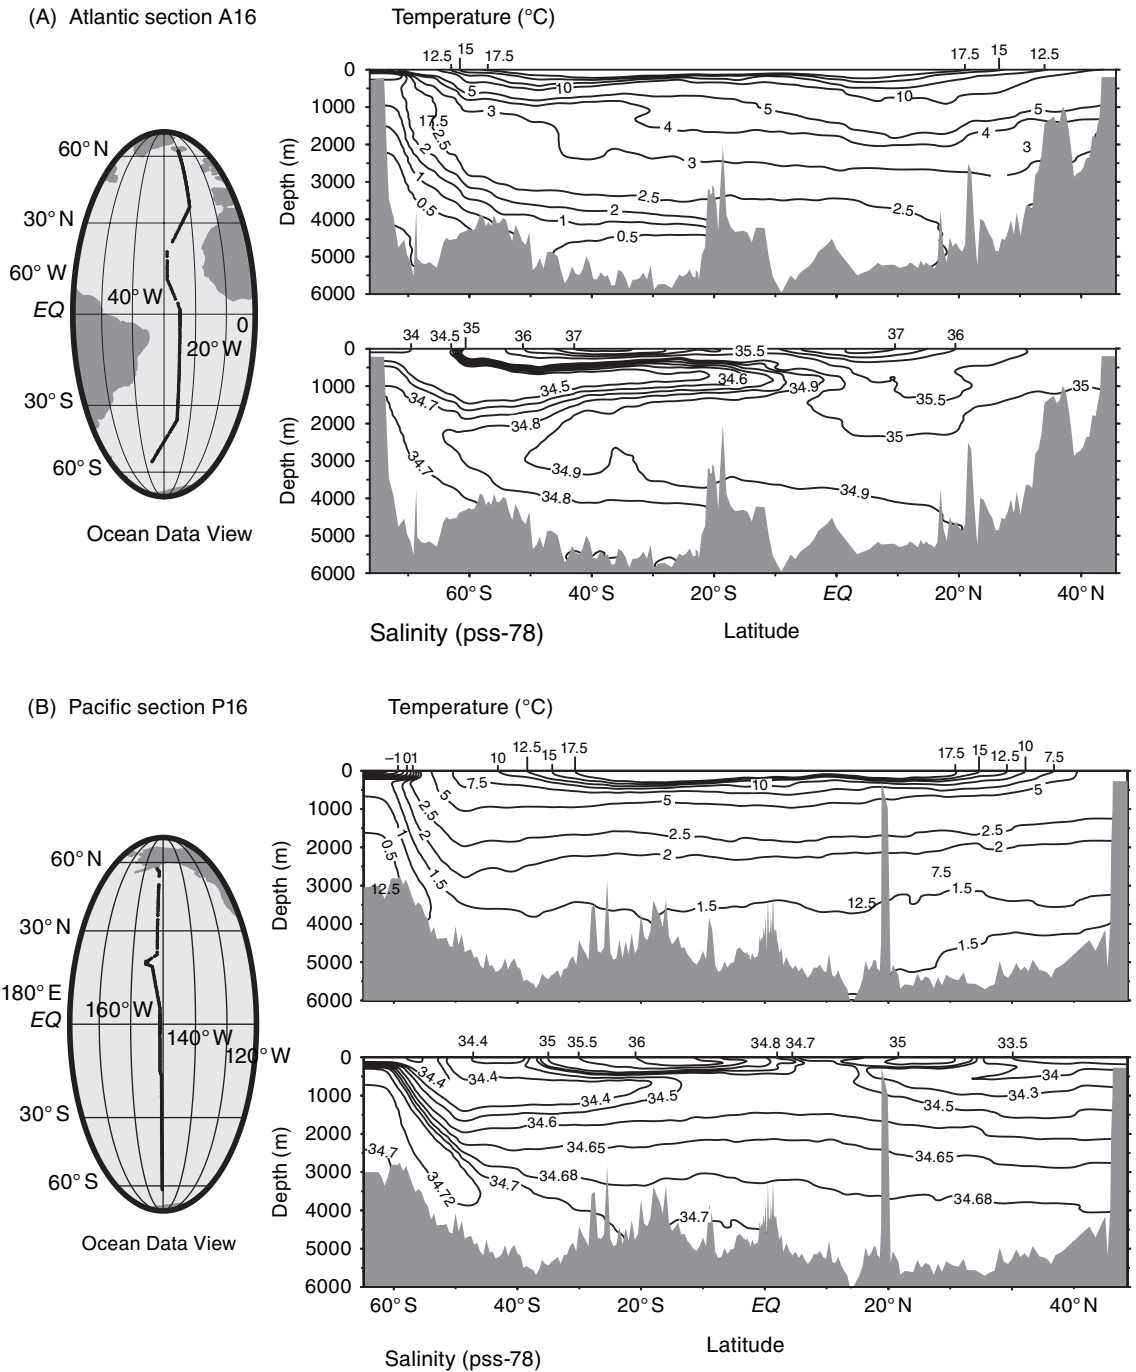 (A) Atlantic section A16
Temperature (°C)
12.5 15 17.5 17.5 15 12.5
0
1000
2000
3000
4000
5000
6000
Depth (m)
5 10 10 5 5
3 4 4 3
17.5 2.5 3
2
1 2.5 2.5
0.5 2
1
0.5
60° N
30° N
60° W
40° W
EQ
0
20° W
30° S
60° S
Ocean Data View
34 34.5 35 36 37 37 36
0
1000
2000
3000
4000
5000
6000
Depth (m)
35.5
34.5 34.6 34.9 35
34.7 35.5
34.8 35
34.7 34.9
34.8 34.9
60° S 40° S 20° S EQ 20° N 40° N
Salinity (pss-78)
Latitude
(B) Pacific section P16
Temperature (°C)
−101 10 12.5 15 17.5 17.5 15 12.5 10 7.5
0
1000
2000
3000
4000
5000
6000
Depth (m)
7.5 10 5
5 5
2.5 2.5 2.5
1 2 2 2
0.5 1.5 7.5
12.5 1.5 12.5 1.5
1.5
60° N
30° N
180° E
160° W
EQ
140° W
120° W
30° S
60° S
Ocean Data View
34.4 35 35.5 36 34.8 34.7 35 33.5
0
1000
2000
3000
4000
5000
6000
Depth (m)
34.4 34.4 34
34.4 34.5 34.5 34.3
34.6
34.65 34.65
34.7 34.68
34.72 34.7 34.68
34.7
60° S 40° S 20° S EQ 20° N 40° N
Latitude
Salinity (pss-78)